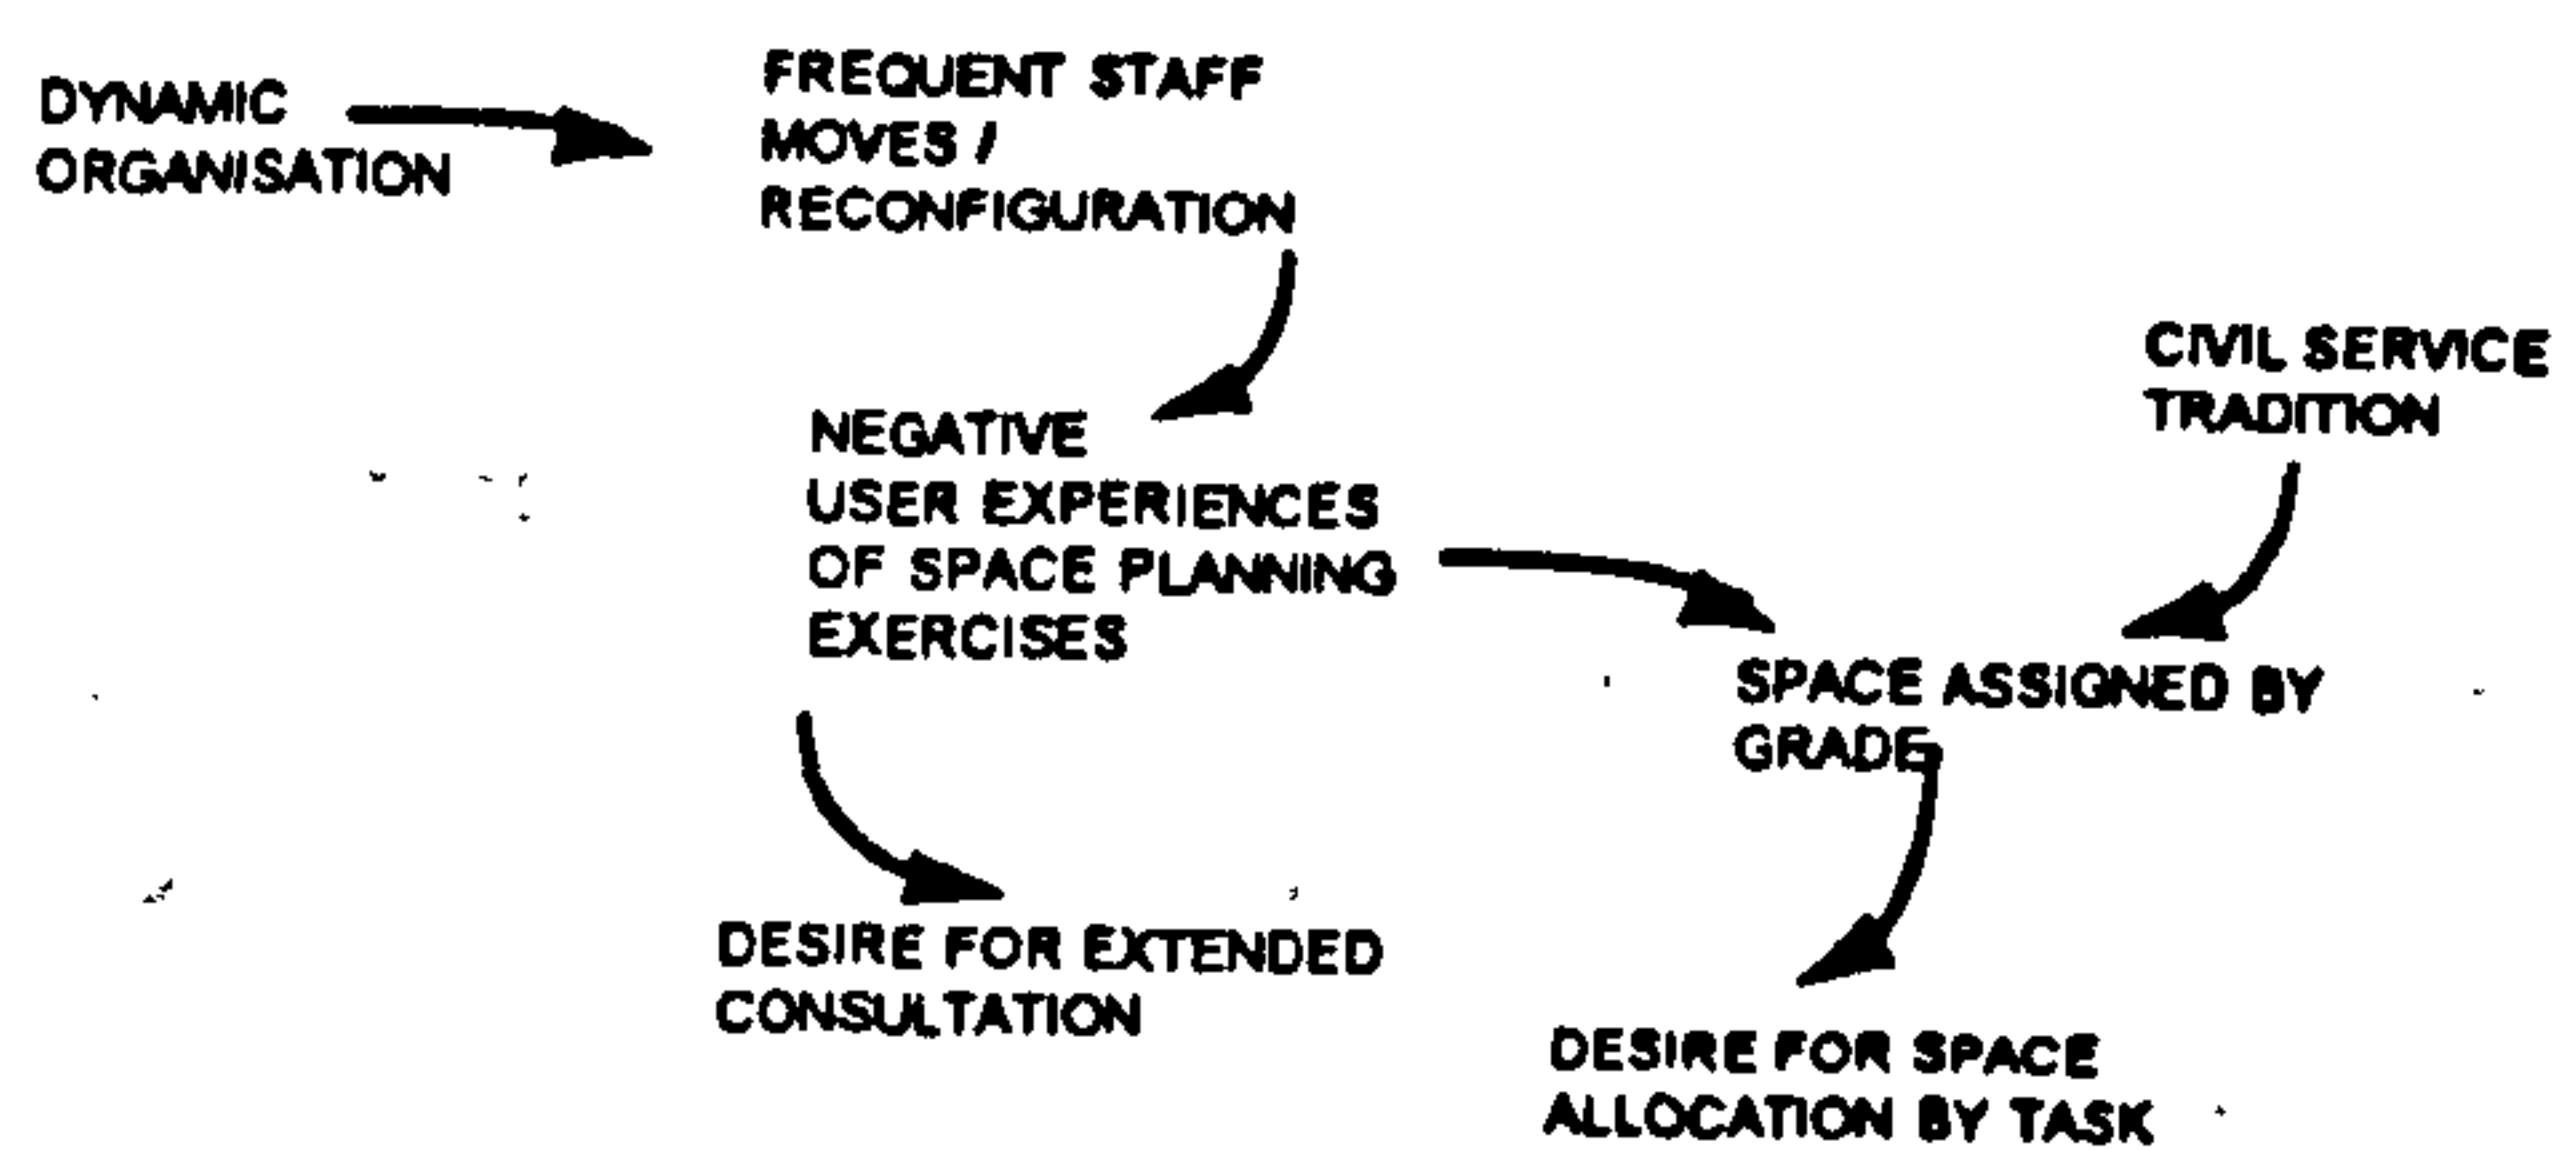 DYNAMIC
ORGANISATION
FREQUENT STAFF
MOVES /
RECONFIGURATION
NEGATIVE
USER EXPERIENCES
OF SPACE PLANNING
EXERCISES
CIVIL SERVICE
TRADITION
SPACE ASSIGNED BY
GRADE
DESIRE FOR EXTENDED
CONSULTATION
DESIRE FOR SPACE
ALLOCATION BY TASK